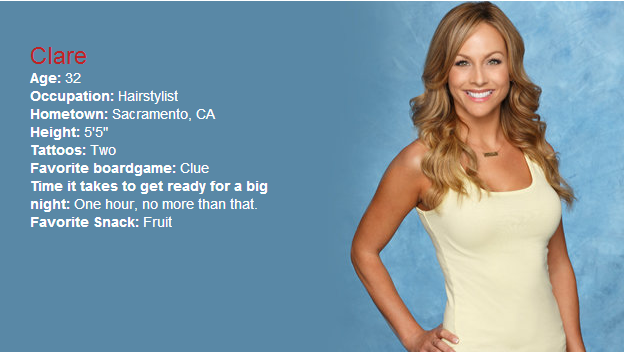 Clare
Age: 32
Occupation: Hairstylist
Hometown: Sacramento, CA
Height: 5'5"
Tattoos: Two
Favorite boardgame: Clue
Time it takes to get ready for a big
night: One hour, no more than that.
Favorite Snack: Fruit